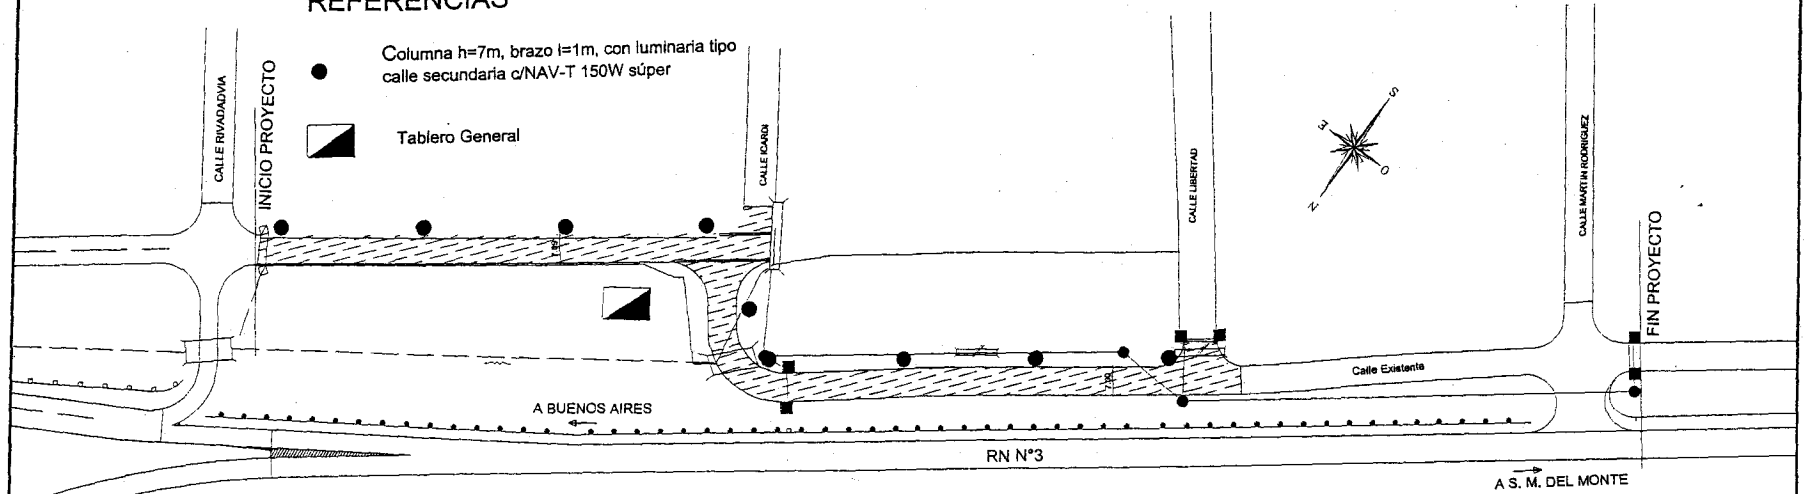 REFERENCIAS
Columna h=7m, brazo l=1m, con luminaria tipo
calle secundaria c/NAV-T 150W súper
Tablero General
CALLE RIVADADVIA
INICIO PROYECTO
CALLE ICARDI
CALLE LIBERTAD
CALLE MARTIN RODRIGUEZ
FIN PROYECTO
S
E
O
N
Calle Existente
A BUENOS AIRES
RN N°3
A S. M. DEL MONTE